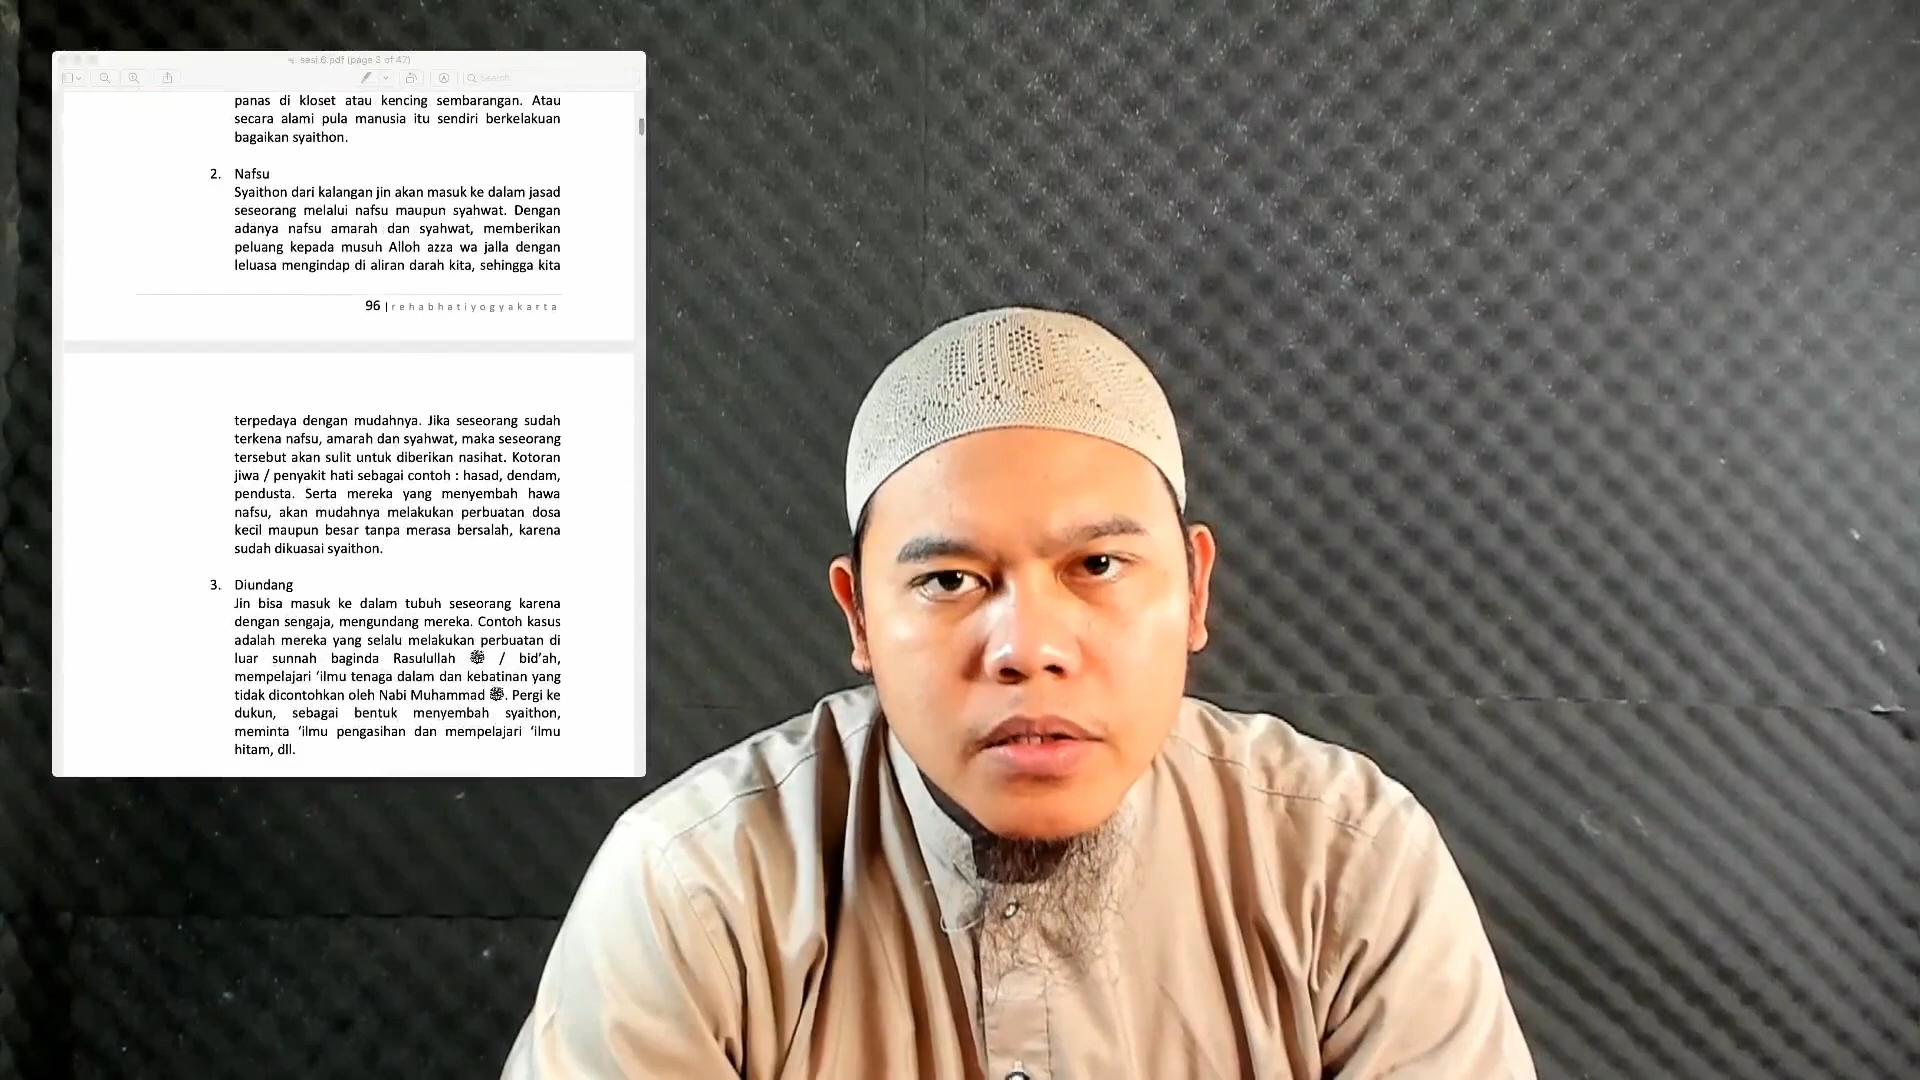 sesi 6.pdf (page 3 of 47)
Search
panas di kloset atau kencing sembarangan. Atau
secara alami pula manusia itu sendiri berkelakuan
bagaikan syaithon.
2. Nafsu
Syaithon dari kalangan jin akan masuk ke dalam jasad
seseorang melalui nafsu maupun syahwat. Dengan
adanya nafsu amarah dan syahwat, memberikan
peluang kepada musuh Alloh azza wa jalla dengan
leluasa mengindap di aliran darah kita, sehingga kita
96 | rehabhatiyogyakarta
terpedaya dengan mudahnya. Jika seseorang sudah
terkena nafsu, amarah dan syahwat, maka seseorang
tersebut akan sulit untuk diberikan nasihat. Kotoran
jiwa / penyakit hati sebagai contoh : hasad, dendam,
pendusta. Serta mereka yang menyembah hawa
nafsu, akan mudahnya melakukan perbuatan dosa
kecil maupun besar tanpa merasa bersalah, karena
sudah dikuasai syaithon.
3. Diundang
Jin bisa masuk ke dalam tubuh seseorang karena
dengan sengaja, mengundang mereka. Contoh kasus
adalah mereka yang selalu melakukan perbuatan di
luar sunnah baginda Rasulullah ﷺ / bid’ah,
mempelajari ‘ilmu tenaga dalam dan kebatinan yang
tidak dicontohkan oleh Nabi Muhammad ﷺ. Pergi ke
dukun, sebagai bentuk menyembah syaithon,
meminta ‘ilmu pengasihan dan mempelajari ‘ilmu
hitam, dll.